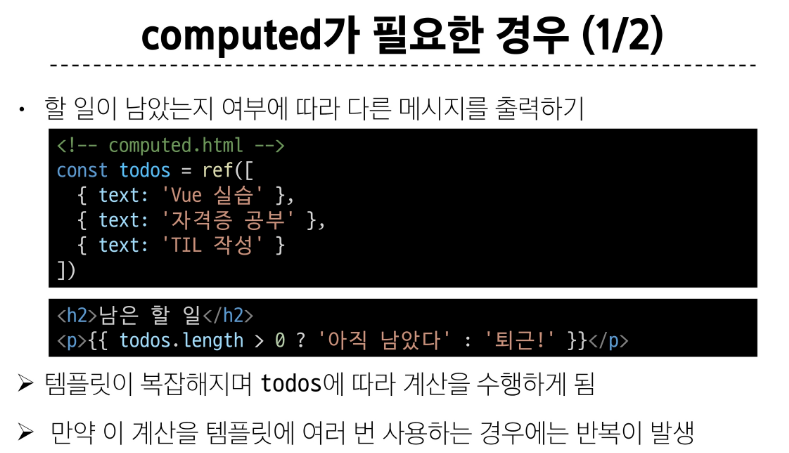 computed가 필요한 경우 (1/2)
• 할 일이 남았는지 여부에 따라 다른 메시지를 출력하기
<!-- computed.html -->
const todos = ref([
  { text: 'Vue 실습' },
  { text: '자격증 공부' },
  { text: 'TIL 작성' }
])
<h2>남은 할 일</h2>
<p>{{ todos.length > 0 ? '아직 남았다' : '퇴근!' }}</p>
➢ 템플릿이 복잡해지며 todos에 따라 계산을 수행하게 됨
➢ 만약 이 계산을 템플릿에 여러 번 사용하는 경우에는 반복이 발생